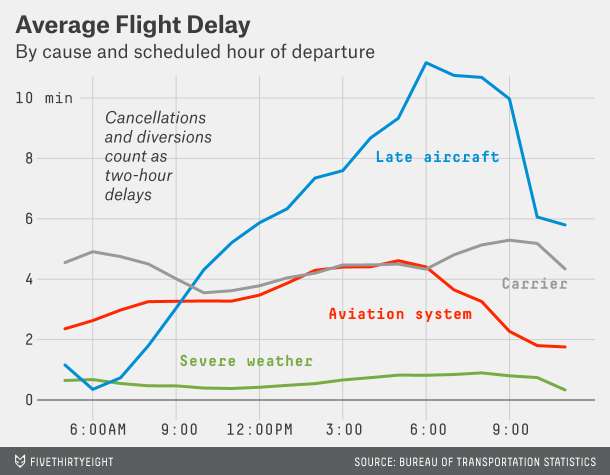 Average Flight Delay
By cause and scheduled hour of departure
10 min
Cancellations
and diversions
count as
two-hour
delays
8
Late aircraft
6
4
Carrier
Aviation system
2
Severe weather
0
6:00AM 9:00 12:00PM 3:00 6:00 9:00
FIVETHIRTYEIGHT SOURCE: BUREAU OF TRANSPORTATION STATISTICS